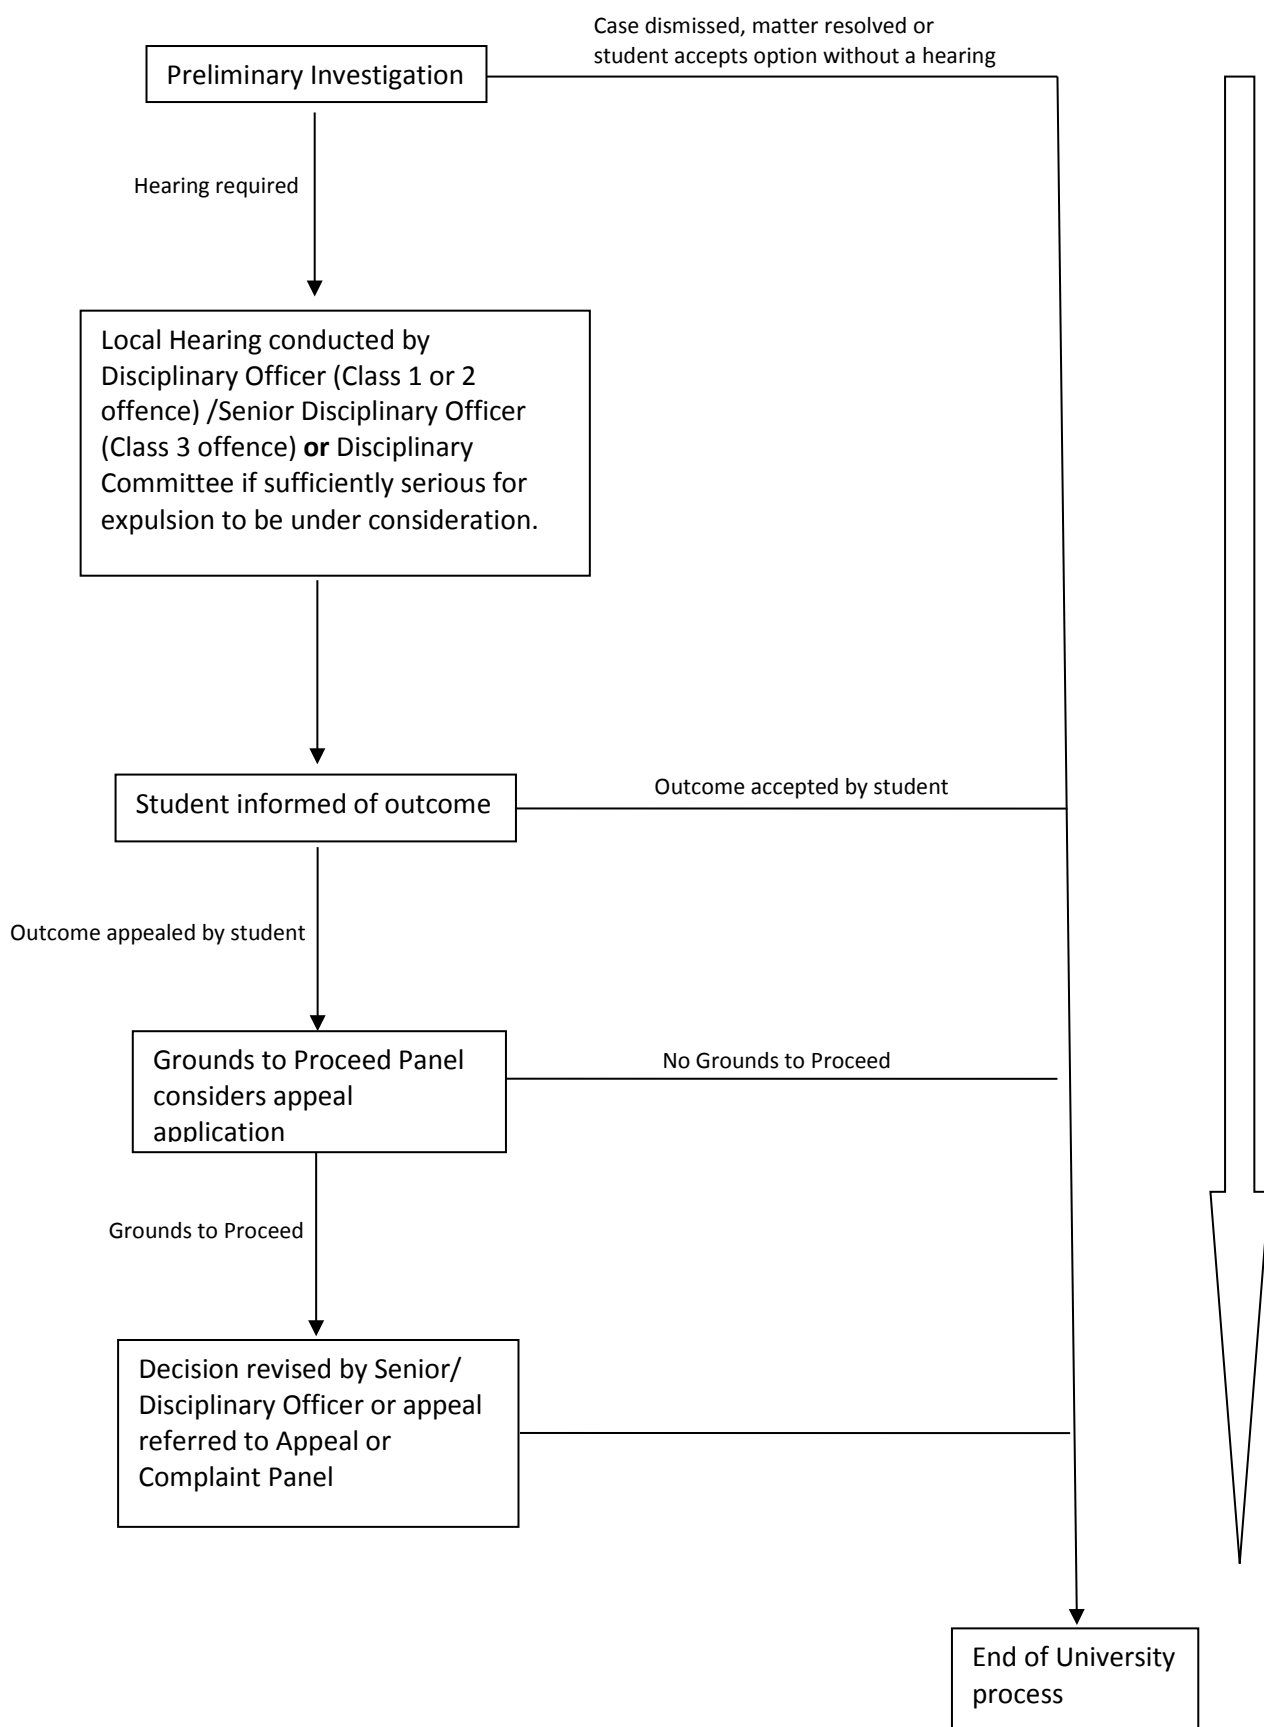 Case dismissed, matter resolved or
student accepts option without a hearing
Preliminary Investigation
Hearing required
Local Hearing conducted by
Disciplinary Officer (Class 1 or 2
offence) /Senior Disciplinary Officer
(Class 3 offence) or Disciplinary
Committee if sufficiently serious for
expulsion to be under consideration.
Student informed of outcome
Outcome accepted by student
Outcome appealed by student
Grounds to Proceed Panel
considers appeal
application
No Grounds to Proceed
Grounds to Proceed
Decision revised by Senior/
Disciplinary Officer or appeal
referred to Appeal or
Complaint Panel
End of University
process